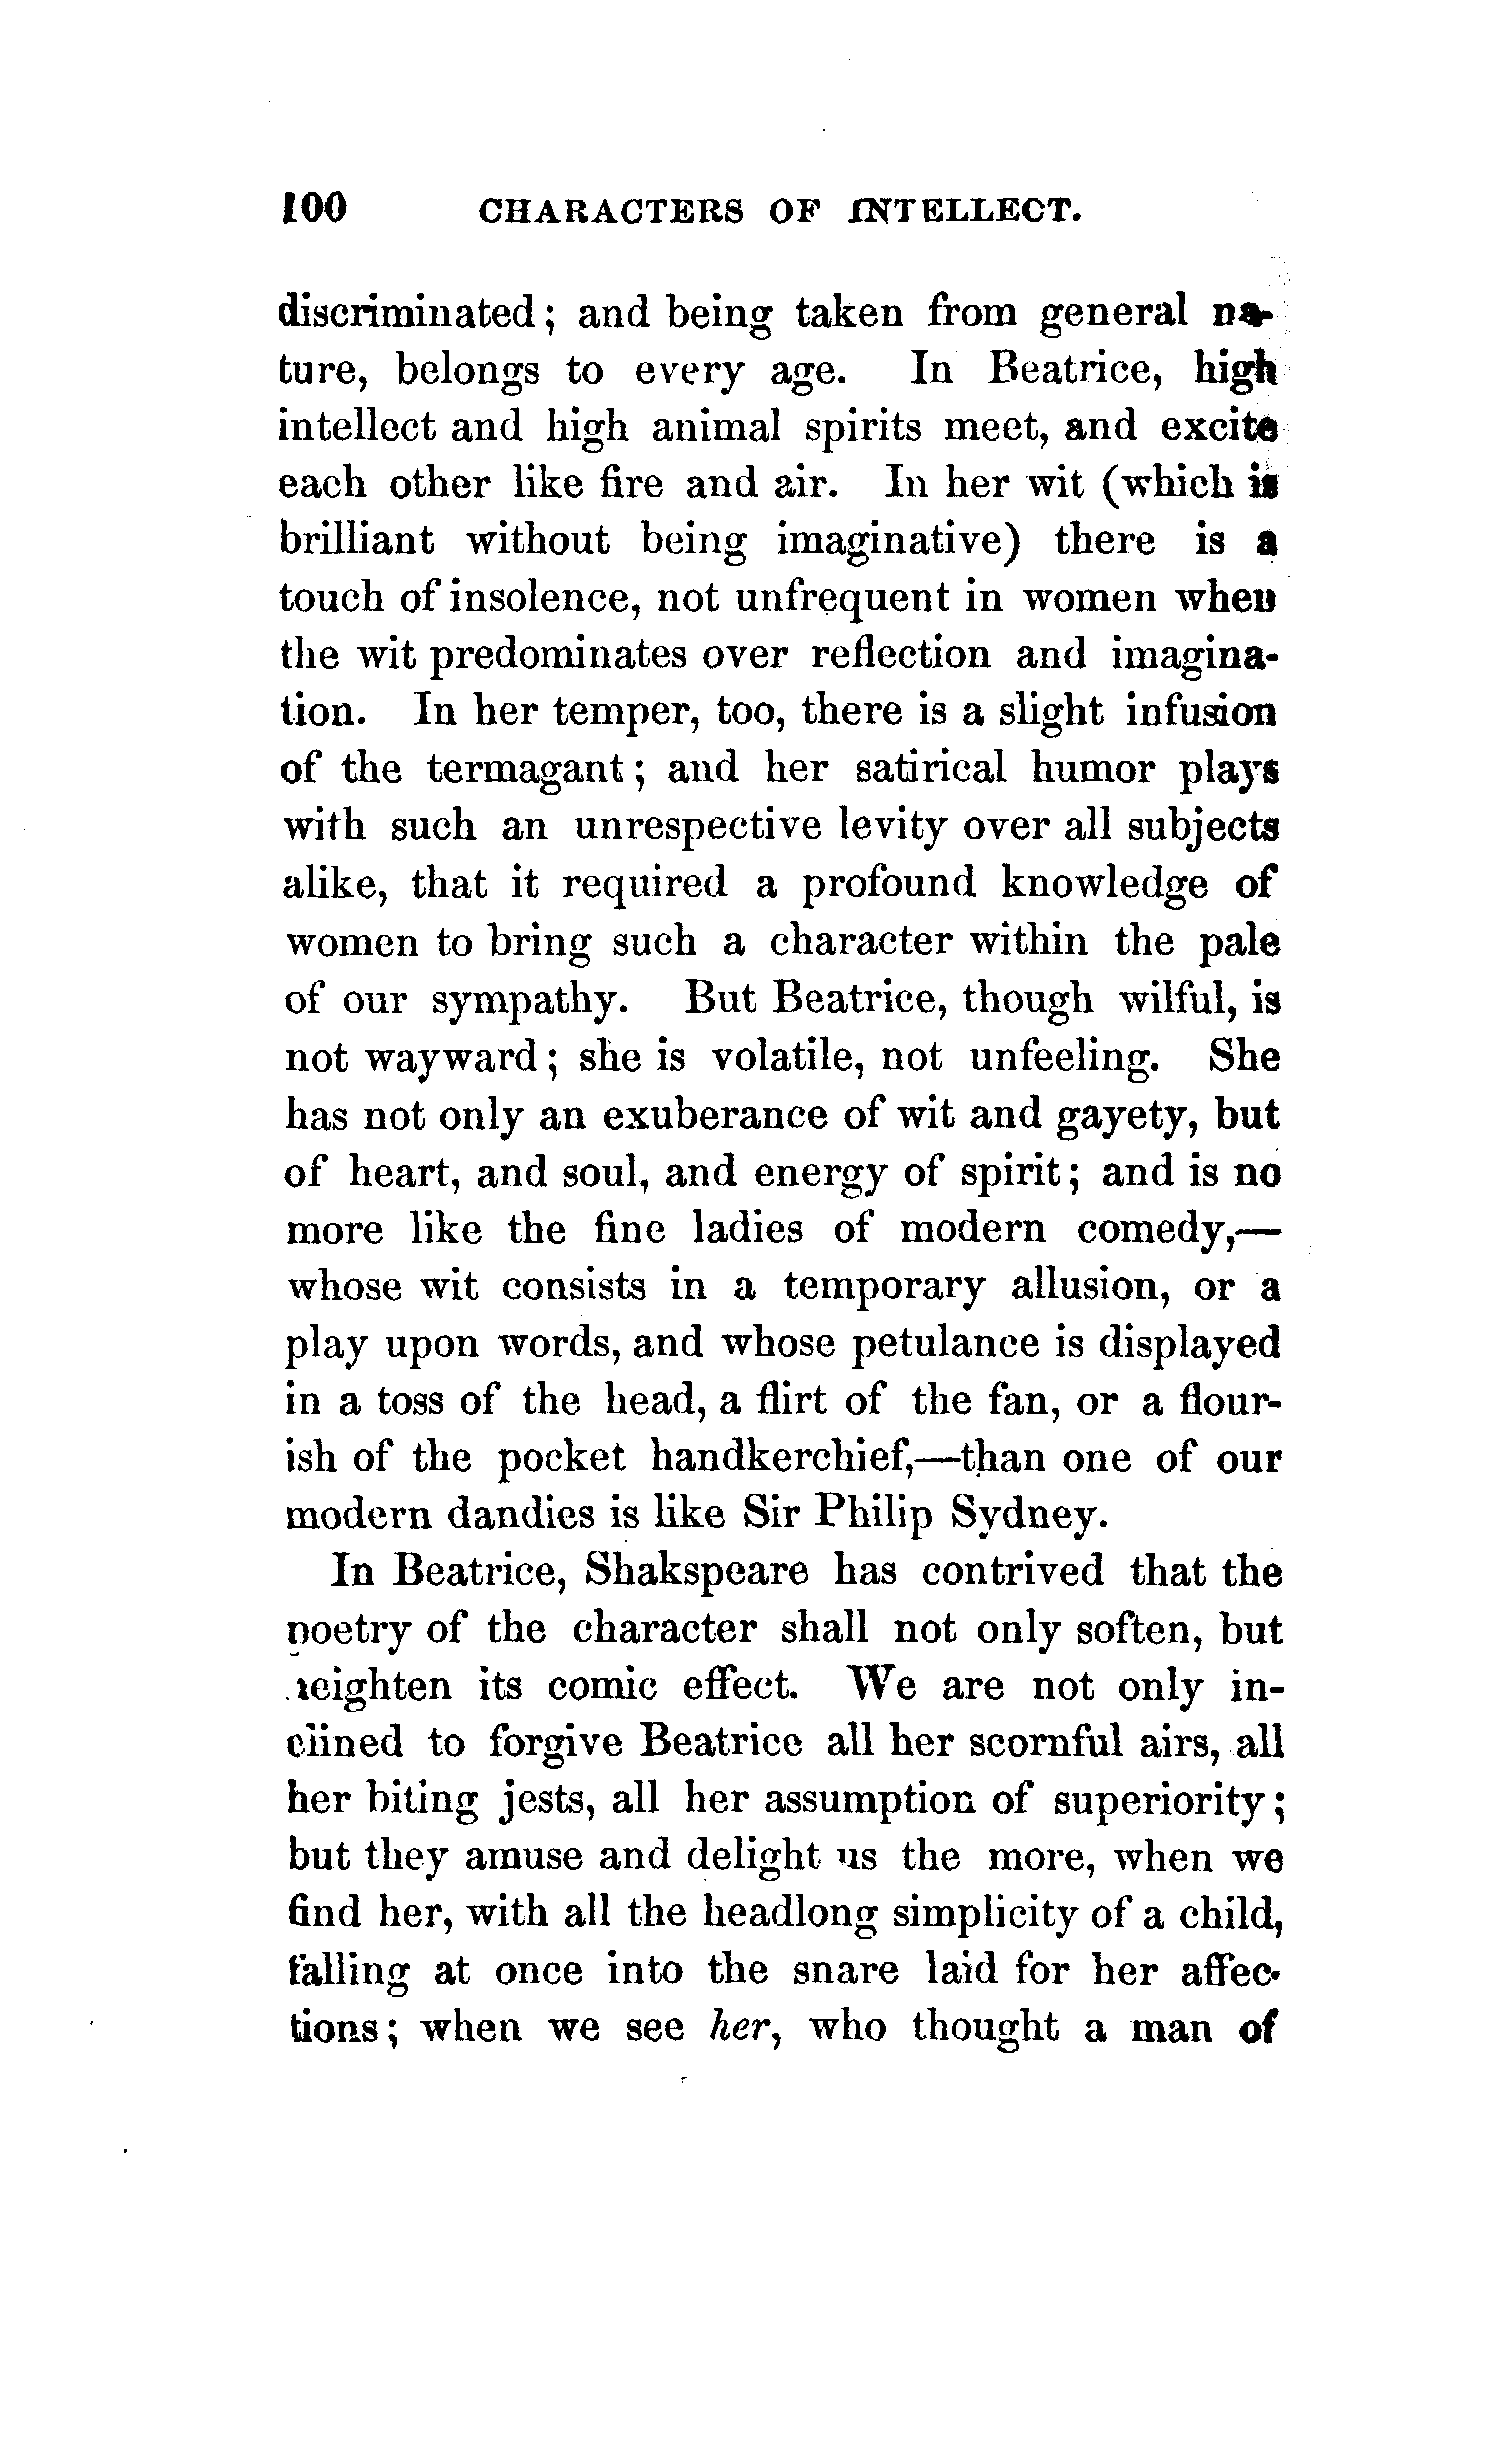 100 CHARACTERS OF INTELLECT.
discriminated; and being taken from general na-
ture, belongs to every age. In Beatrice, high
intellect and high animal spirits meet, and excite
each other like fire and air. In her wit (which is
brilliant without being imaginative) there is a
touch of insolence, not unfrequent in women when
the wit predominates over reflection and imagina-
tion. In her temper, too, there is a slight infusion
of the termagant; and her satirical humor plays
with such an unrespective levity over all subjects
alike, that it required a profound knowledge of
women to bring such a character within the pale
of our sympathy. But Beatrice, though wilful, is
not wayward; she is volatile, not unfeeling. She
has not only an exuberance of wit and gayety, but
of heart, and soul, and energy of spirit; and is no
more like the fine ladies of modern comedy,—
whose wit consists in a temporary allusion, or a
play upon words, and whose petulance is displayed
in a toss of the head, a flirt of the fan, or a flour-
ish of the pocket handkerchief,—than one of our
modern dandies is like Sir Philip Sydney.
In Beatrice, Shakspeare has contrived that the
poetry of the character shall not only soften, but
heighten its comic effect. We are not only in-
clined to forgive Beatrice all her scornful airs, all
her biting jests, all her assumption of superiority;
but they amuse and delight us the more, when we
find her, with all the headlong simplicity of a child,
falling at once into the snare laid for her affec-
tions; when we see her, who thought a man of